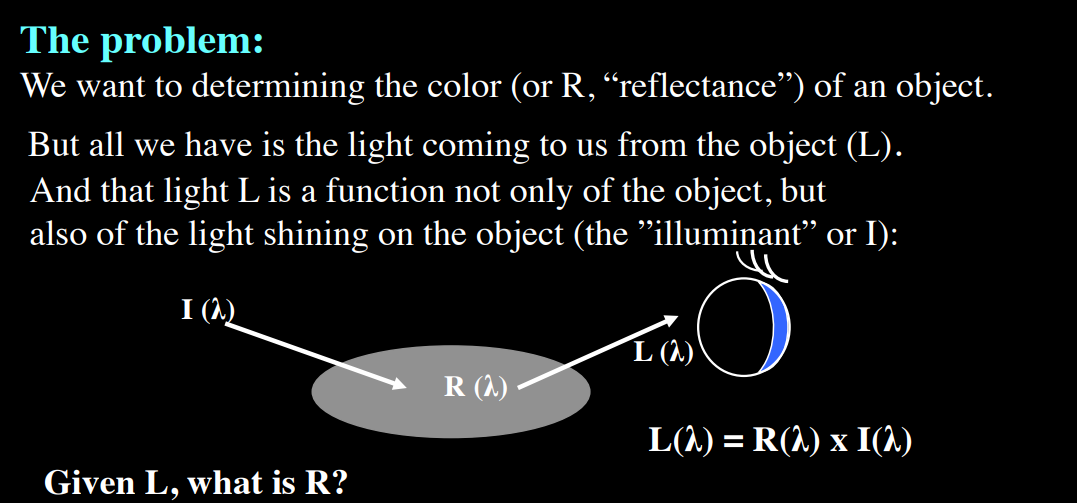 The problem:
We want to determining the color (or R, “reflectance”) of an object.
But all we have is the light coming to us from the object (L).
And that light L is a function not only of the object, but
also of the light shining on the object (the ”illuminant” or I):
I (λ)
L (λ)
R (λ)
L(λ) = R(λ) x I(λ)
Given L, what is R?